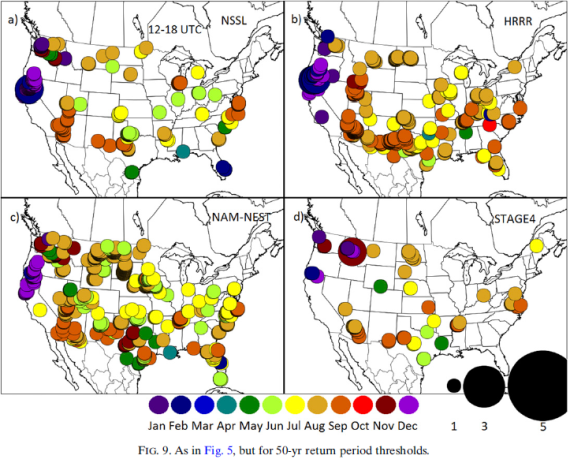 a) 12-18 UTC NSSL
b) HRRR
c) NAM-NEST
d) STAGE4
Jan Feb Mar Apr May Jun Jul Aug Sep Oct Nov Dec
1 3 5
FIG. 9. As in Fig. 5, but for 50-yr return period thresholds.